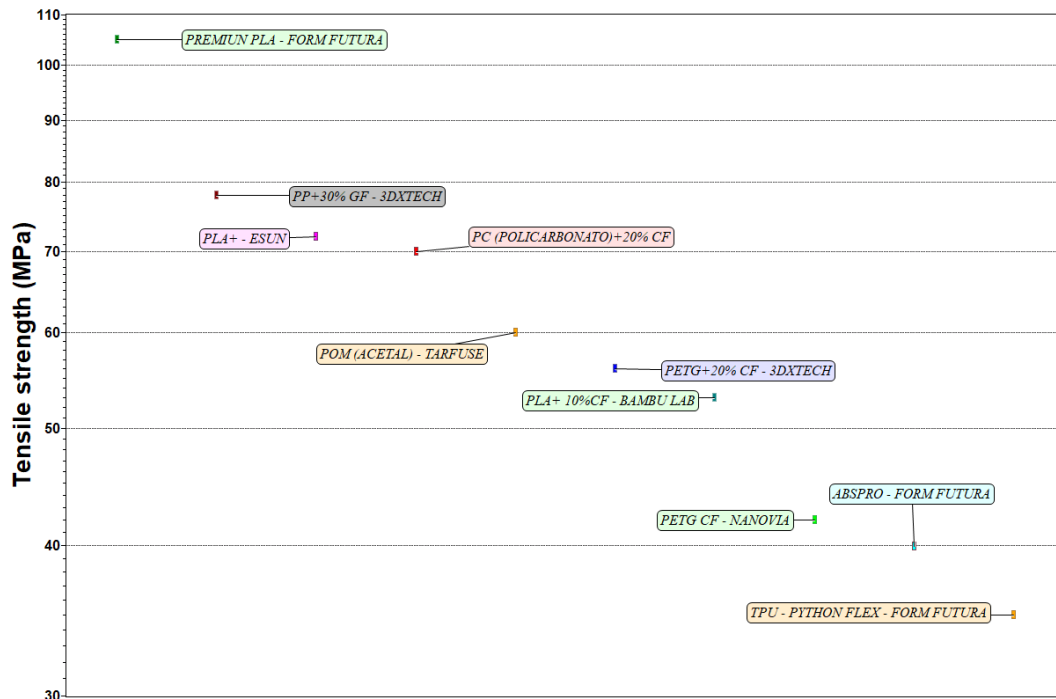 110
PREMIUN PLA - FORM FUTURA
100
90
80
PP+30% GF - 3DXTECH
PLA+ - ESUN
PC (POLICARBONATO)+20% CF
70
Tensile strength (MPa)
60
POM (ACETAL) - TARFUSE
PETG+20% CF - 3DXTECH
PLA+ 10%CF - BAMBU LAB
50
ABSPRO - FORM FUTURA
PETG CF - NANOVIA
40
TPU - PYTHON FLEX - FORM FUTURA
30